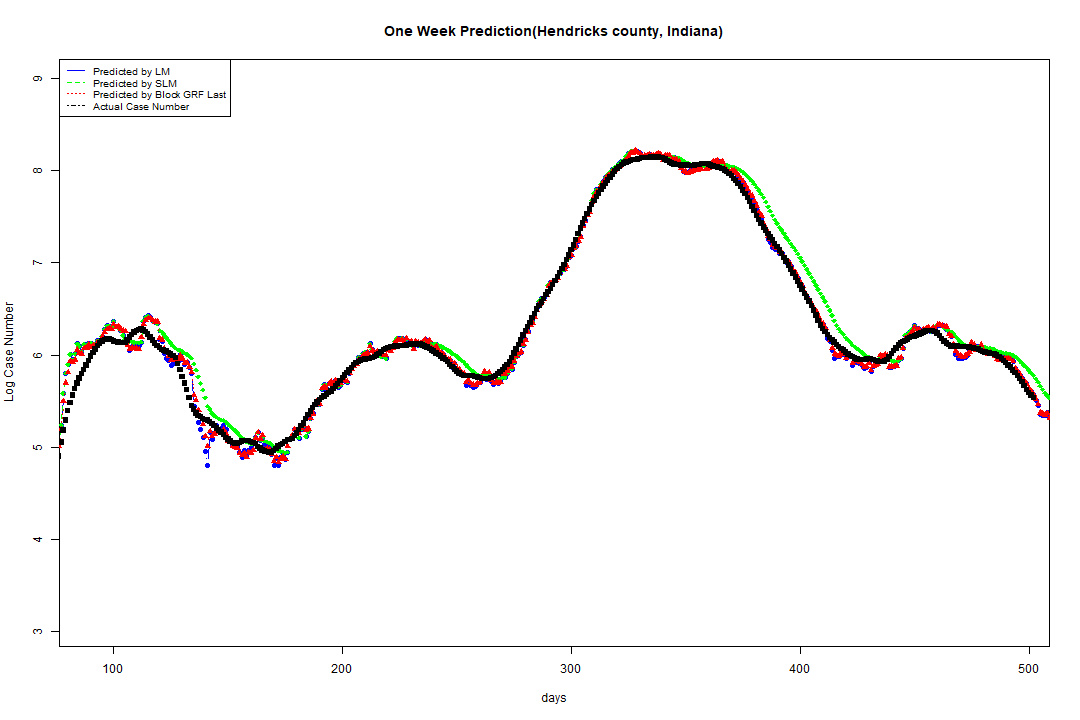 One Week Prediction(Hendricks county, Indiana)
Predicted by LM
Predicted by SLM
Predicted by Block GRF Last
Actual Case Number
9
8
7
6
5
4
3
Log Case Number
100 200 300 400 500
days